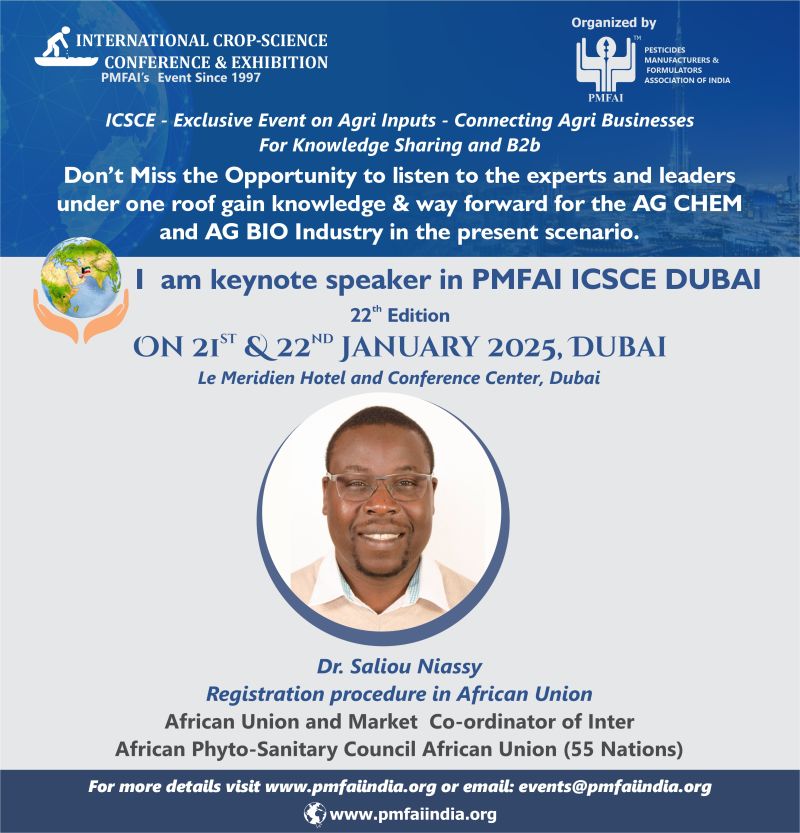 INTERNATIONAL CROP-SCIENCE
CONFERENCE & EXHIBITION
PMFAI's Event Since 1997
Organized by
TM
PMFAI
PESTICIDES
MANUFACTURERS &
FORMULATORS
ASSOCIATION OF INDIA
ICSCE - Exclusive Event on Agri Inputs - Connecting Agri Businesses
For Knowledge Sharing and B2b
Don't Miss the Opportunity to listen to the experts and leaders
under one roof gain knowledge & way forward for the AG CHEM
and AG BIO Industry in the present scenario.
I am keynote speaker in PMFAI ICSCE DUBAI
22th Edition
ON 21ST & 22ND JANUARY 2025, DUBAI
Le Meridien Hotel and Conference Center, Dubai
Dr. Saliou Niassy
Registration procedure in African Union
African Union and Market Co-ordinator of Inter
African Phyto-Sanitary Council African Union (55 Nations)
For more details visit www.pmfaiindia.org or email: events@pmfaiindia.org
www.pmfaiindia.org